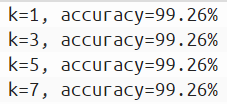 k=1, accuracy=99.26%
k=3, accuracy=99.26%
k=5, accuracy=99.26%
k=7, accuracy=99.26%